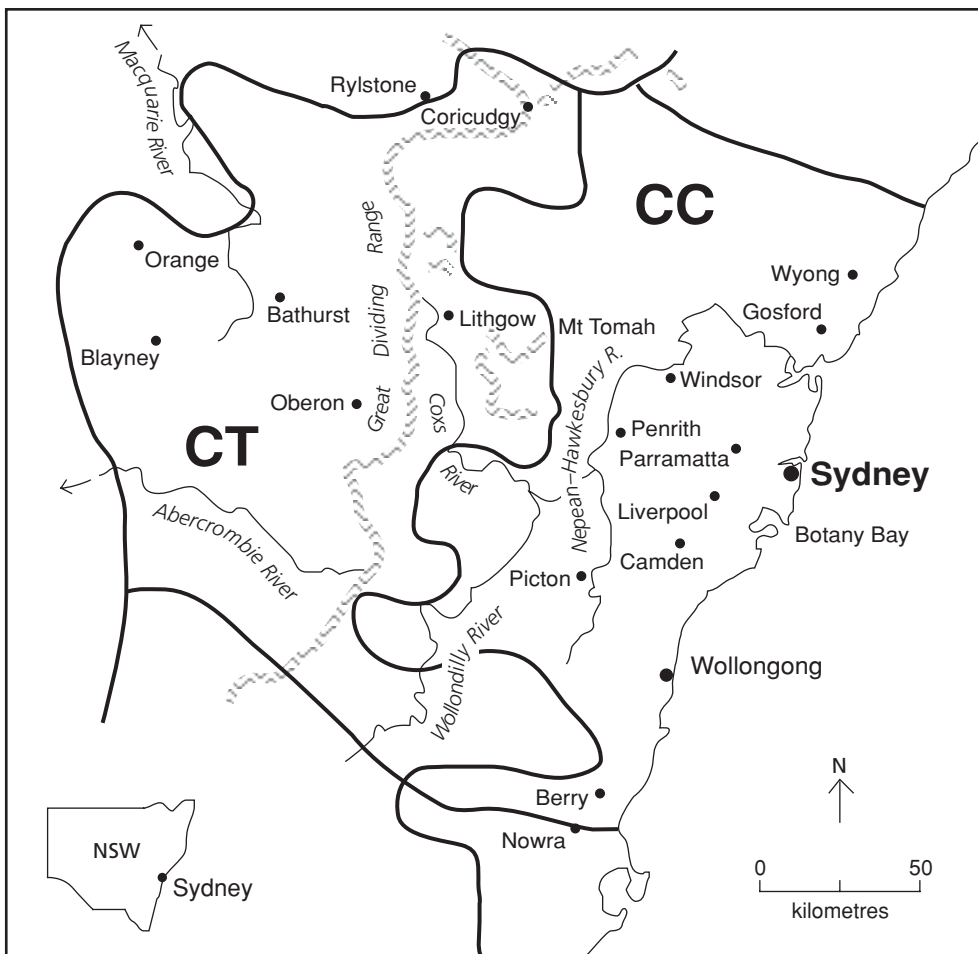 Macquarie River
Rylstone
Coricudgy
CC
Great Dividing Range
Orange
Bathurst
Blayney
Lithgow
Mt Tomah
Wyong
Gosford
Oberon
Coxs
River
Nepean–Hawkesbury R.
Windsor
Penrith
Parramatta
CT
Sydney
Liverpool
Botany Bay
Camden
Abercrombie River
Picton
Wollondilly River
Wollongong
Berry
Nowra
N
NSW
Sydney
0 50
kilometres